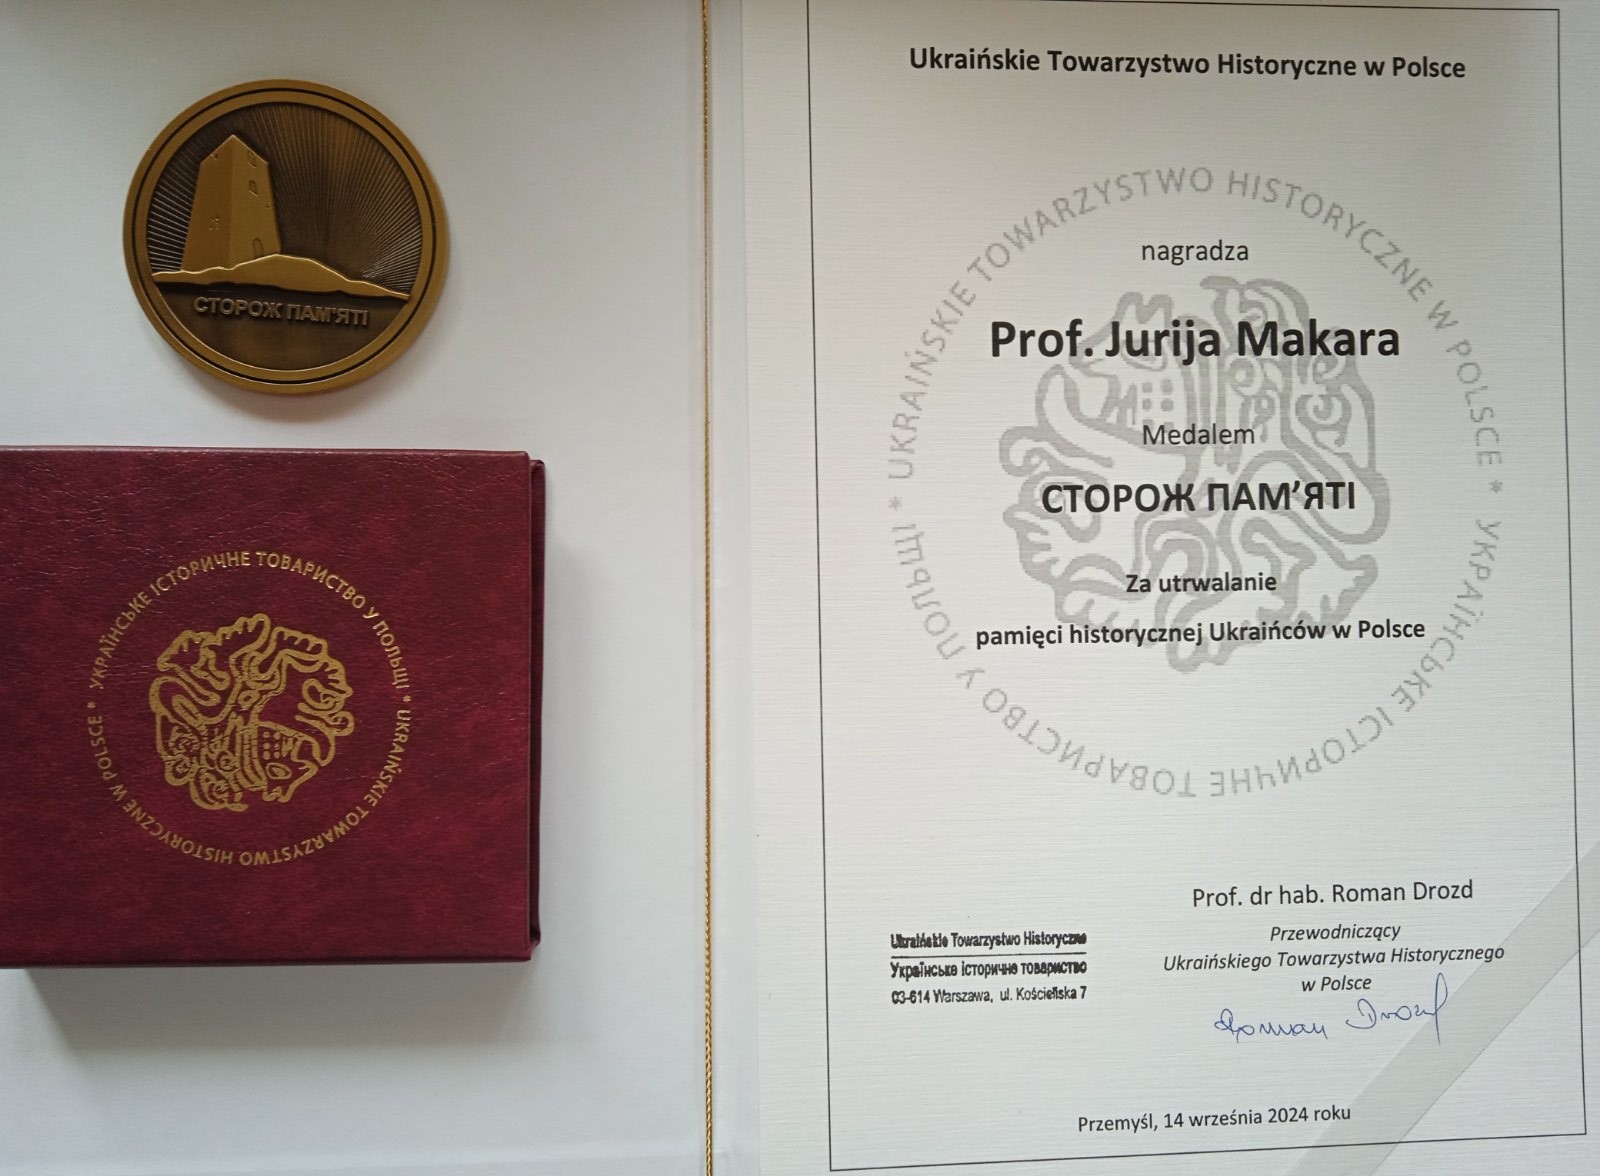 СТОРОЖ ПАМ'ЯТІ
УКРАЇНСЬКЕ ІСТОРИЧНЕ ТОВАРИСТВО У ПОЛЬЩІ * UKRAIŃSKIE TOWARZYSTWO HISTORYCZNE W POLSCE *
Ukraińskie Towarzystwo Historyczne w Polsce
UKRAIŃSKIE TOWARZYSTWO HISTORYCZNE W POLSCE * УКРАЇНСЬКЕ ІСТОРИЧНЕ ТОВАРИСТВО У ПОЛЬЩІ *
nagradza
Prof. Jurija Makara
Medalem
СТОРОЖ ПАМ’ЯТІ
Za utrwalanie
pamięci historycznej Ukraińców w Polsce
Prof. dr hab. Roman Drozd
Przewodniczący
Ukraińskiego Towarzystwa Historycznego
w Polsce
Roman Drozd
Ukraińskie Towarzystwo Historyczne
Українське історичне товариство
03-614 Warszawa, ul. Kościeliska 7
Przemyśl, 14 września 2024 roku